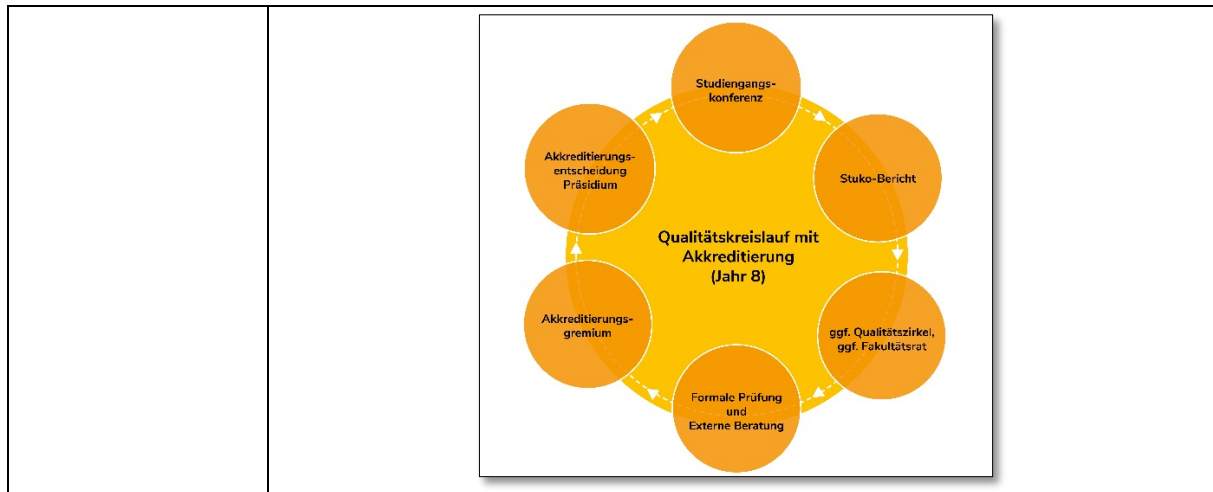 Studiengangs-
konferenz
Akkreditierungs-
entscheidung
Präsidium
Stuko-Bericht
Qualitätskreislauf mit
Akkreditierung
(Jahr 8)
Akkreditierungs-
gremium
ggf. Qualitätszirkel,
ggf. Fakultätsrat
Formale Prüfung
und
Externe Beratung